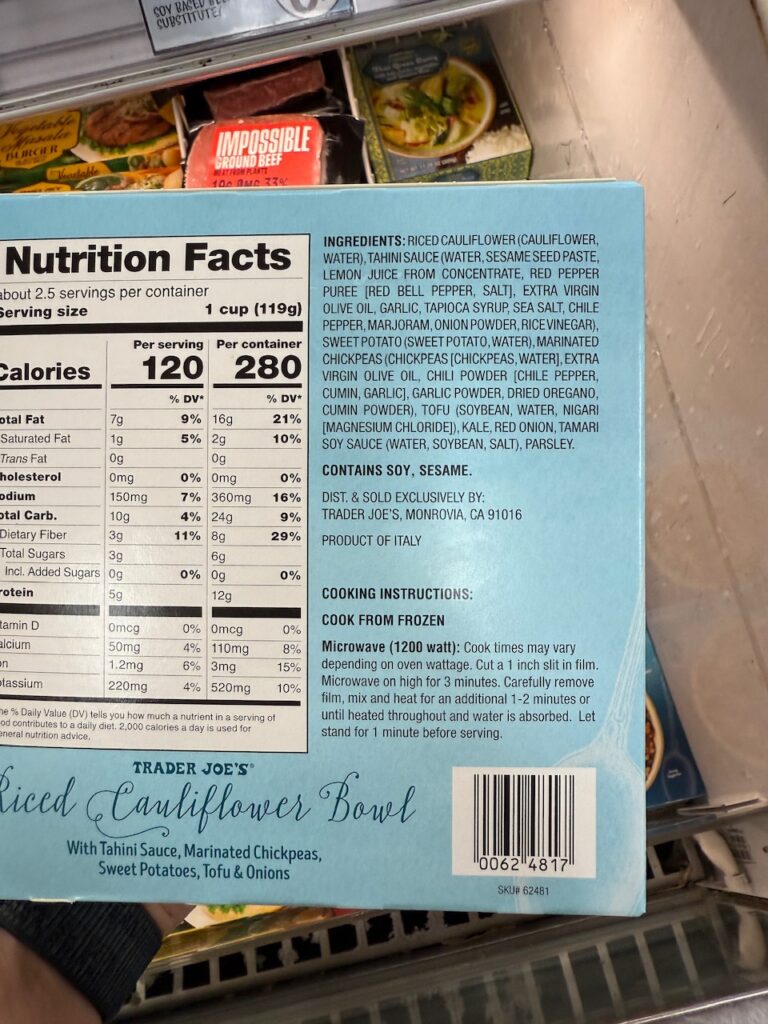 SOY BASED BEEF
SUBSTITUTE/
Vegetable
Masala
BURGER
Vegetable
IMPOSSIBLE
GROUND BEEF
MEAT FROM PLANTS
19g 0MG 33%
Thai Green Curry
Nutrition Facts
about 2.5 servings per container
Serving size 1 cup (119g)
Per serving Per container
Calories 120 280
% DV* % DV*
otal Fat 7g 9% 16g 21%
Saturated Fat 1g 5% 2g 10%
Trans Fat 0g 0g
holesterol 0mg 0% 0mg 0%
odium 150mg 7% 360mg 16%
otal Carb. 10g 4% 24g 9%
Dietary Fiber 3g 11% 8g 29%
Total Sugars 3g 6g
Incl. Added Sugars 0g 0% 0g 0%
rotein 5g 12g
tamin D 0mcg 0% 0mcg 0%
alcium 50mg 4% 110mg 8%
on 1.2mg 6% 3mg 15%
otassium 220mg 4% 520mg 10%
he % Daily Value (DV) tells you how much a nutrient in a serving of
od contributes to a daily diet. 2,000 calories a day is used for
eneral nutrition advice.
INGREDIENTS: RICED CAULIFLOWER (CAULIFLOWER,
WATER), TAHINI SAUCE (WATER, SESAME SEED PASTE,
LEMON JUICE FROM CONCENTRATE, RED PEPPER
PUREE [RED BELL PEPPER, SALT], EXTRA VIRGIN
OLIVE OIL, GARLIC, TAPIOCA SYRUP, SEA SALT, CHILE
PEPPER, MARJORAM, ONION POWDER, RICE VINEGAR),
SWEET POTATO (SWEET POTATO, WATER), MARINATED
CHICKPEAS (CHICKPEAS [CHICKPEAS, WATER], EXTRA
VIRGIN OLIVE OIL, CHILI POWDER [CHILE PEPPER,
CUMIN, GARLIC], GARLIC POWDER, DRIED OREGANO,
CUMIN POWDER), TOFU (SOYBEAN, WATER, NIGARI
[MAGNESIUM CHLORIDE]), KALE, RED ONION, TAMARI
SOY SAUCE (WATER, SOYBEAN, SALT), PARSLEY.
CONTAINS SOY, SESAME.
DIST. & SOLD EXCLUSIVELY BY:
TRADER JOE'S, MONROVIA, CA 91016
PRODUCT OF ITALY
COOKING INSTRUCTIONS:
COOK FROM FROZEN
Microwave (1200 watt): Cook times may vary
depending on oven wattage. Cut a 1 inch slit in film.
Microwave on high for 3 minutes. Carefully remove
film, mix and heat for an additional 1-2 minutes or
until heated throughout and water is absorbed. Let
stand for 1 minute before serving.
TRADER JOE'S®
Riced Cauliflower Bowl
With Tahini Sauce, Marinated Chickpeas,
Sweet Potatoes, Tofu & Onions
0062 4817
SKU# 62481